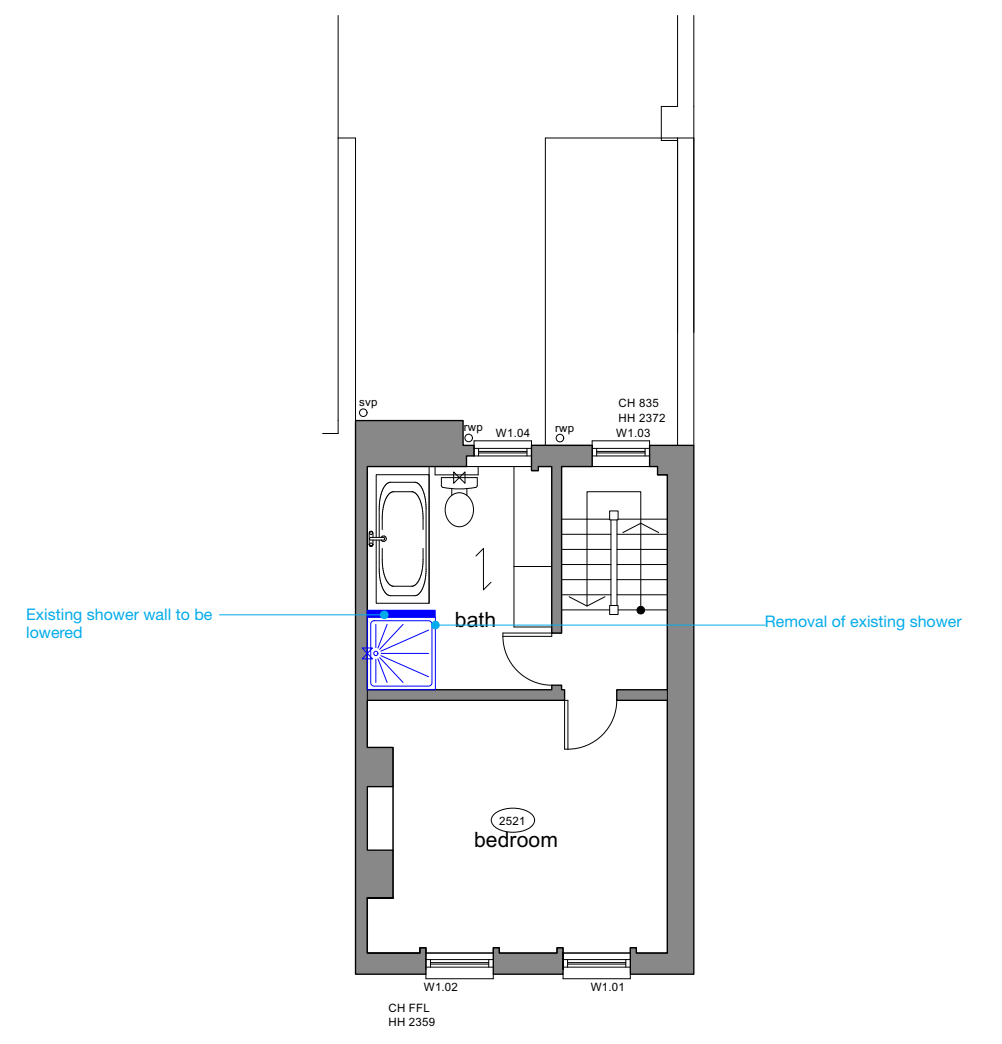 svp
rwp
W1.04
rwp
CH 835
HH 2372
W1.03
Existing shower wall to be
lowered
bath
Removal of existing shower
2521
bedroom
W1.02
W1.01
CH FFL
HH 2359